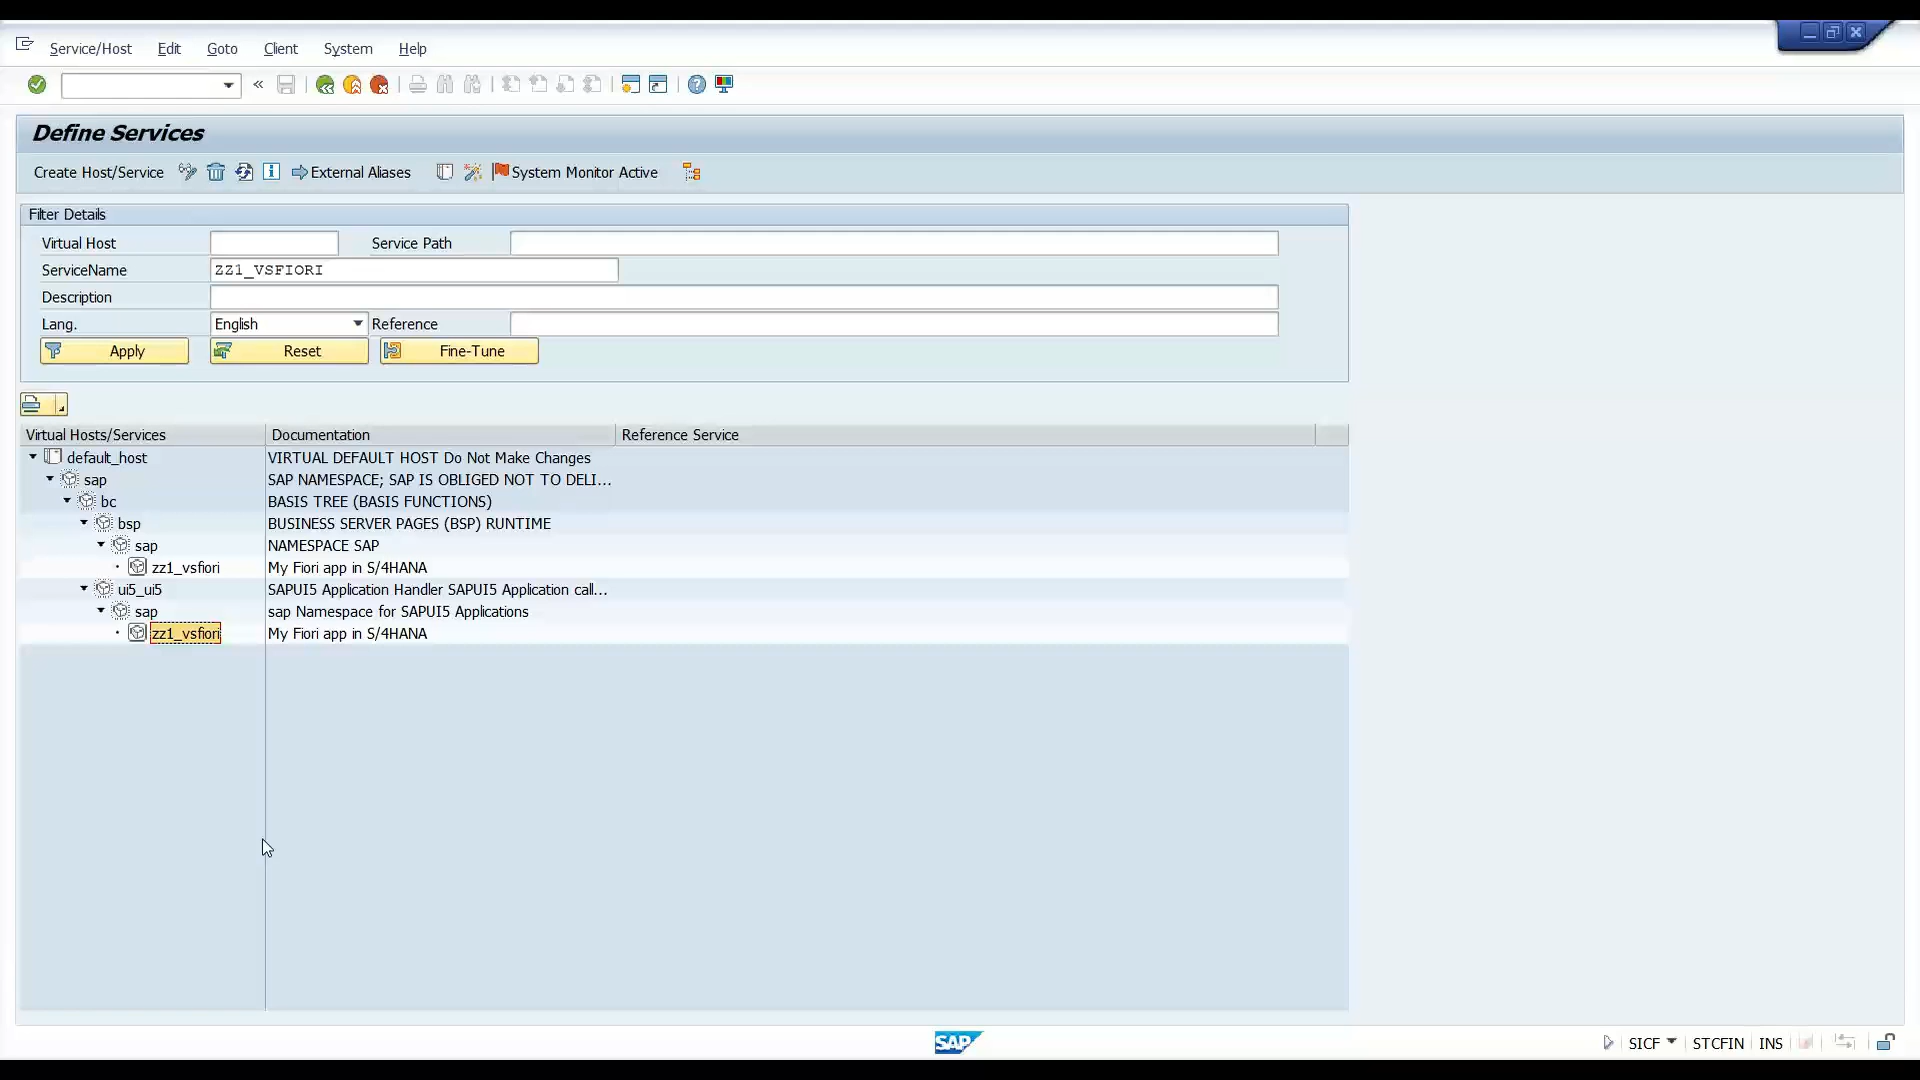 Service/Host Edit Goto Client System Help
Define Services
Create Host/Service External Aliases System Monitor Active
Filter Details
Virtual Host Service Path
ServiceName ZZ1_VSFIORI
Description
Lang. English Reference
Apply Reset Fine-Tune
Virtual Hosts/Services Documentation Reference Service
default_host VIRTUAL DEFAULT HOST Do Not Make Changes
sap SAP NAMESPACE; SAP IS OBLIGED NOT TO DELI...
bc BASIS TREE (BASIS FUNCTIONS)
bsp BUSINESS SERVER PAGES (BSP) RUNTIME
sap NAMESPACE SAP
zz1_vsfiori My Fiori app in S/4HANA
ui5_ui5 SAPUI5 Application Handler SAPUI5 Application call...
sap sap Namespace for SAPUI5 Applications
zz1_vsfiori My Fiori app in S/4HANA
SAP SICF STCFIN INS